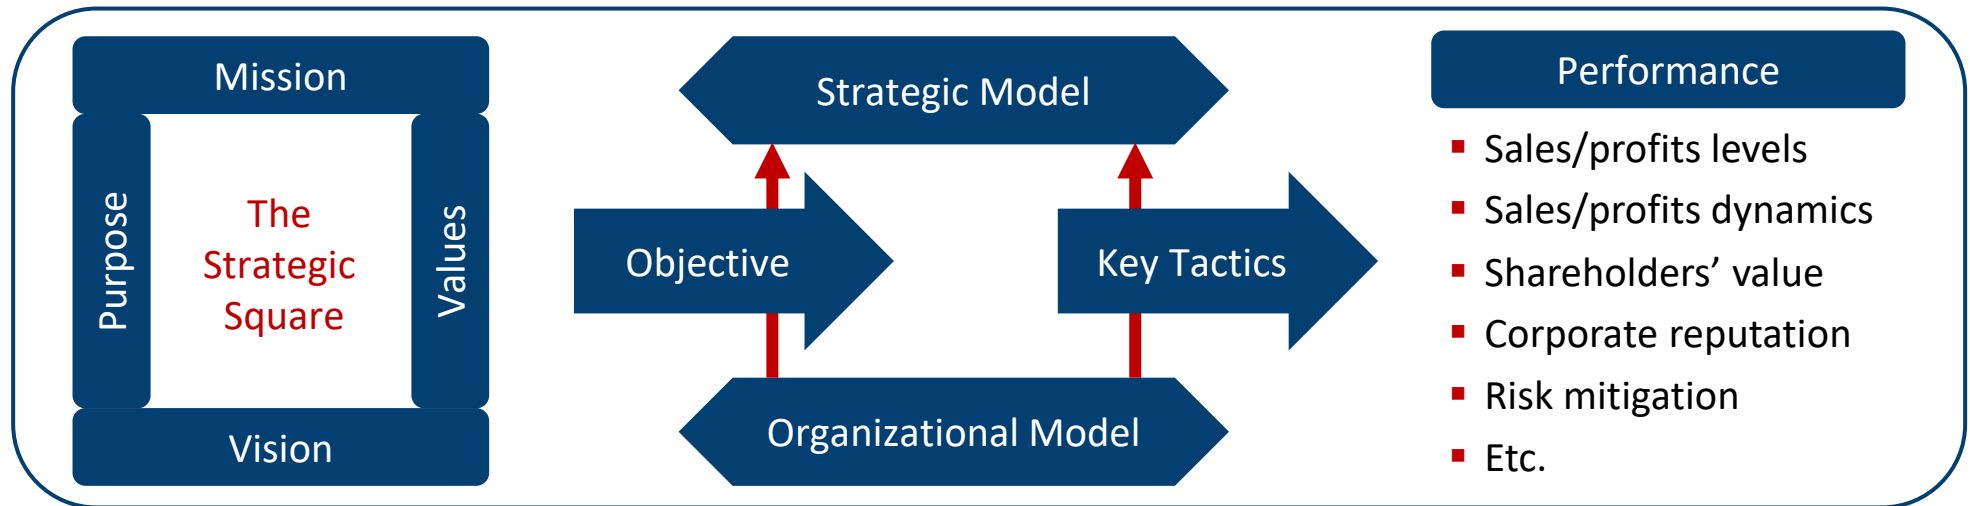 Mission
Purpose
The
Strategic
Square
Values
Vision
Strategic Model
Objective
Key Tactics
Organizational Model
Performance
Sales/profits levels
Sales/profits dynamics
Shareholders’ value
Corporate reputation
Risk mitigation
Etc.